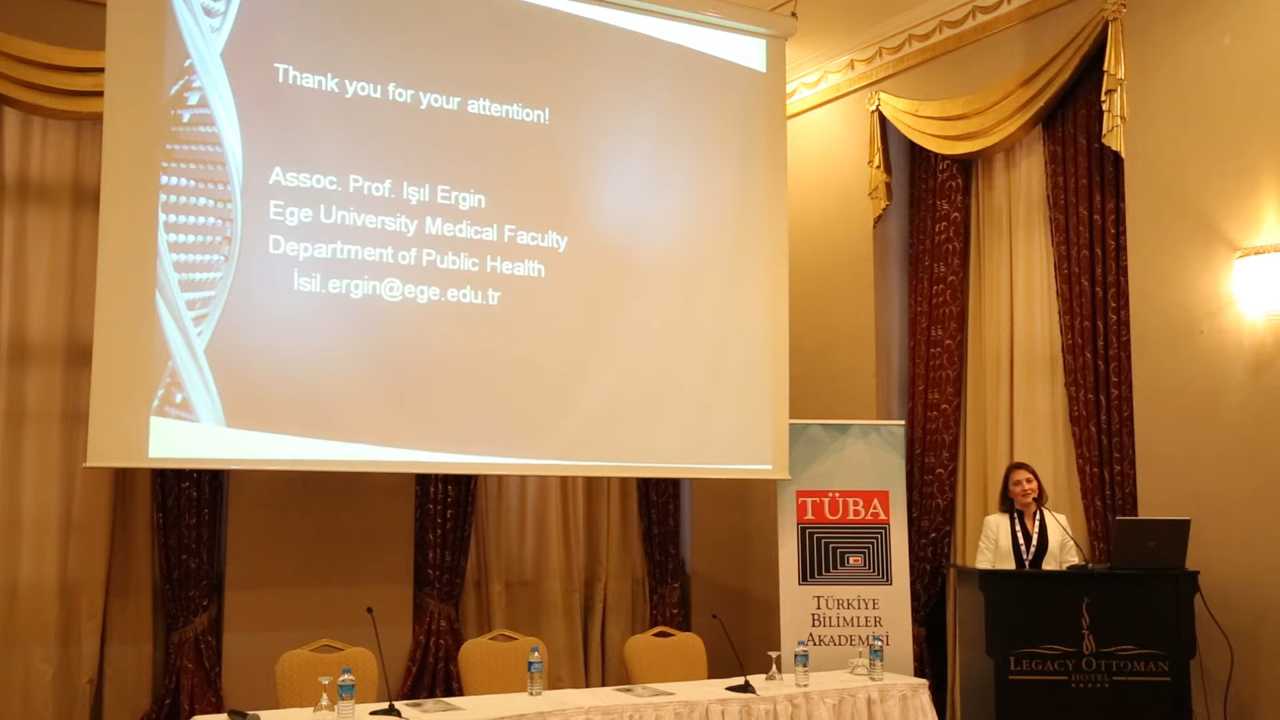 Thank you for your attention!
Assoc. Prof. Işıl Ergin
Ege University Medical Faculty
Department of Public Health
İsil.ergin@ege.edu.tr
TÜBA
TÜRKİYE
BİLİMLER
AKADEMİSİ
LEGACY OTTOMAN
HOTEL